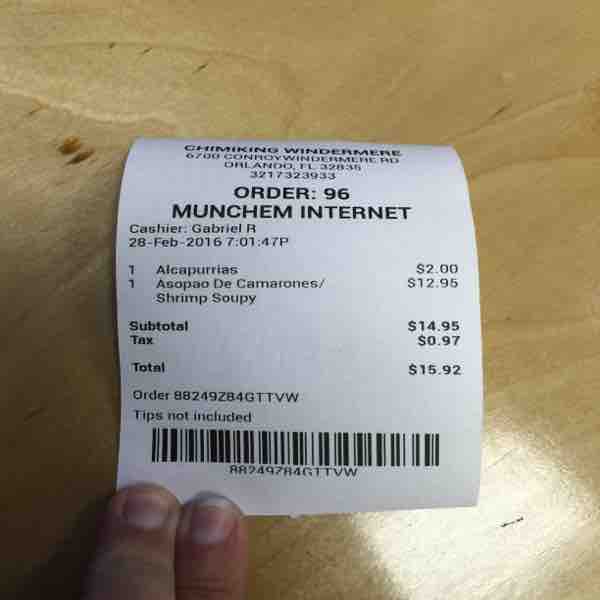 CHIMIKING WINDERMERE
6700 CONROYWINDERMERE RD
ORLANDO, FL 32835
3217323933
ORDER: 96
MUNCHEM INTERNET
Cashier: Gabriel R
28-Feb-2016 7:01:47P
1 Alcapurrias $2.00
1 Asopao De Camarones/ $12.95
Shrimp Soupy
Subtotal $14.95
Tax $0.97
Total $15.92
Order 88249Z84GTTVW
Tips not included
88249Z84GTTVW